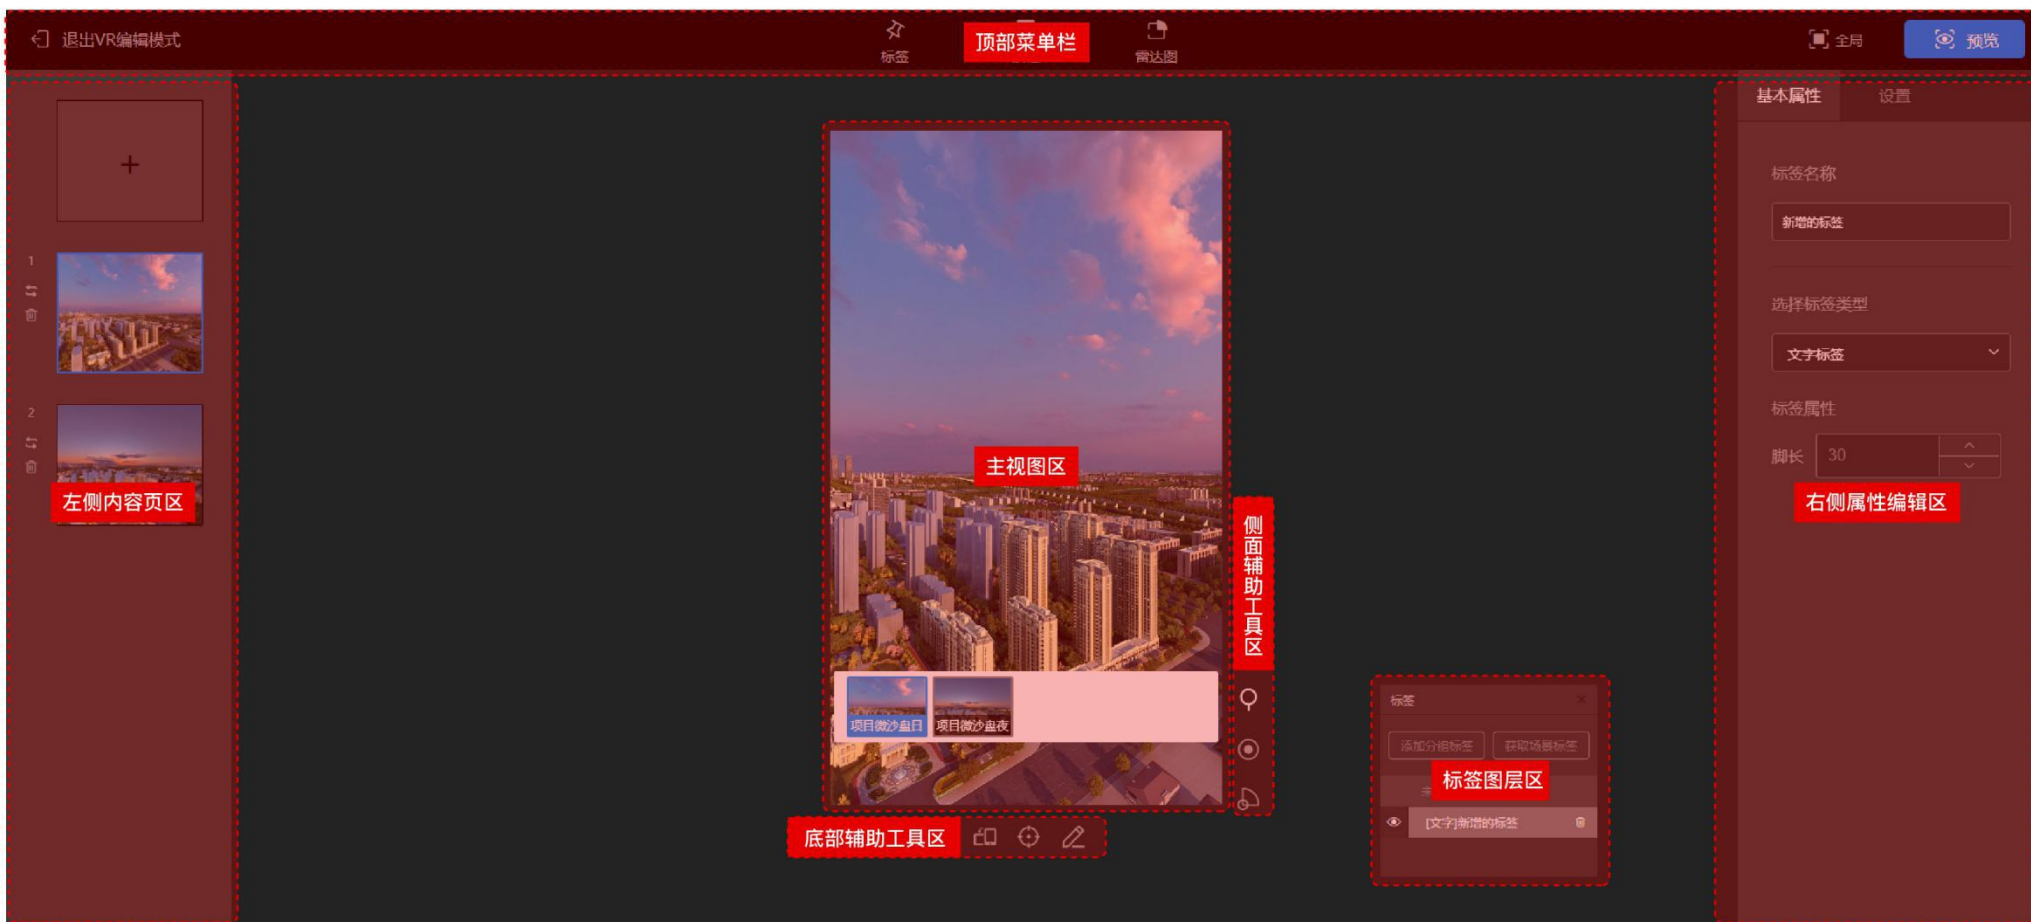 退出VR编辑模式
标签
顶部菜单栏
雷达图
全局
预览
基本属性
设置
标签名称
新增的标签
选择标签类型
文字标签
标签属性
脚长
30
右侧属性编辑区
1
2
左侧内容页区
主视图区
侧面辅助工具区
项目微沙盘日
项目微沙盘夜
底部辅助工具区
标签
添加分组标签
获取场景标签
标签图层区
[文字]新增的标签